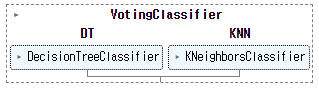 VotingClassifier
DT KNN
DecisionTreeClassifier KNeighborsClassifier